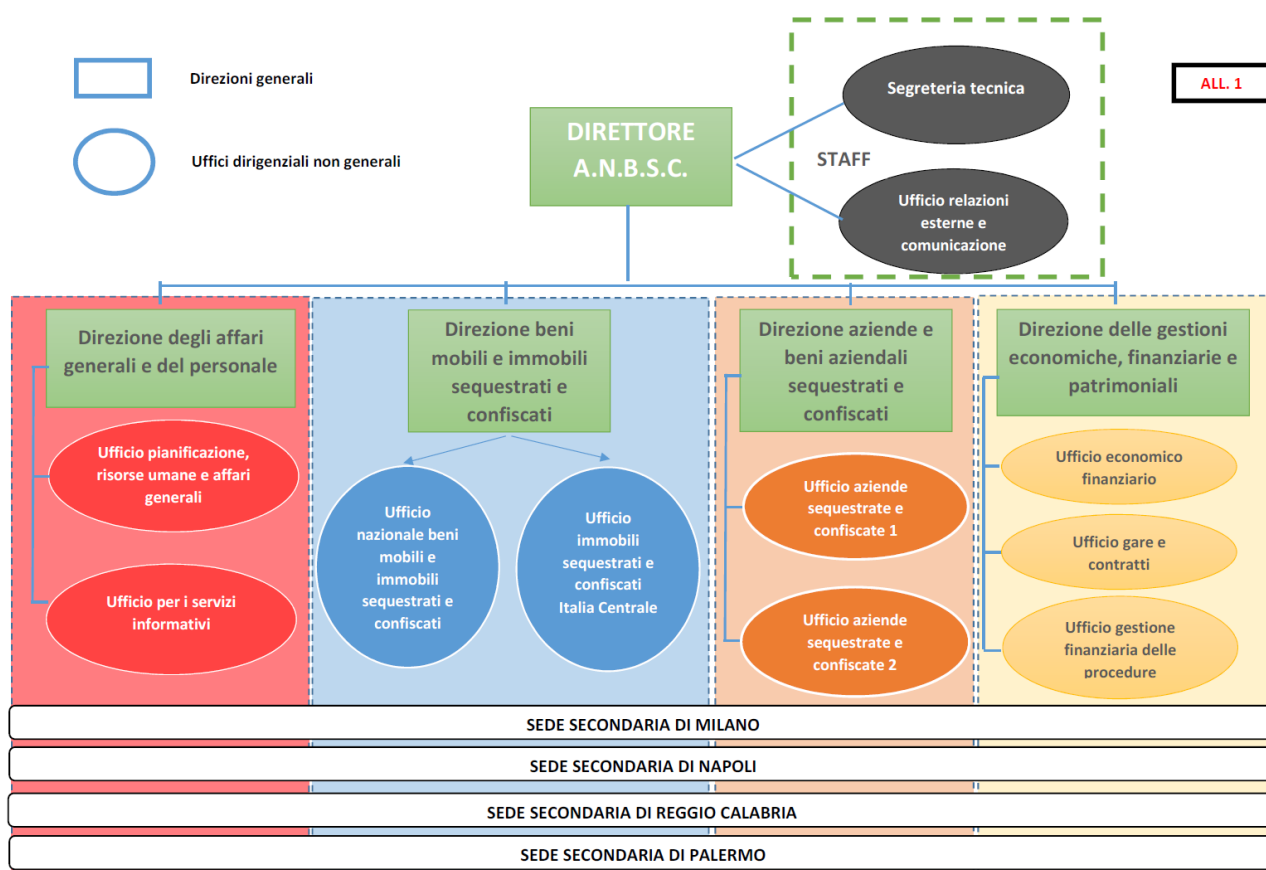 Direzioni generali
Uffici dirigenziali non generali
DIRETTORE
A.N.B.S.C.
Segreteria tecnica
STAFF
Ufficio relazioni
esterne e
comunicazione
ALL. 1
Direzione degli affari
generali e del personale
Ufficio pianificazione,
risorse umane e affari
generali
Ufficio per i servizi
informativi
Direzione beni
mobili e immobili
sequestrati e
confiscati
Ufficio
nazionale beni
mobili e
immobili
sequestrati e
confiscati
Ufficio
immobili
sequestrati e
confiscati
Italia Centrale
Direzione aziende e
beni aziendali
sequestrati e
confiscati
Ufficio aziende
sequestrate e
confiscate 1
Ufficio aziende
sequestrate e
confiscate 2
Direzione delle gestioni
economiche, finanziarie e
patrimoniali
Ufficio economico
finanziario
Ufficio gare e
contratti
Ufficio gestione
finanziaria delle
procedure
SEDE SECONDARIA DI MILANO
SEDE SECONDARIA DI NAPOLI
SEDE SECONDARIA DI REGGIO CALABRIA
SEDE SECONDARIA DI PALERMO